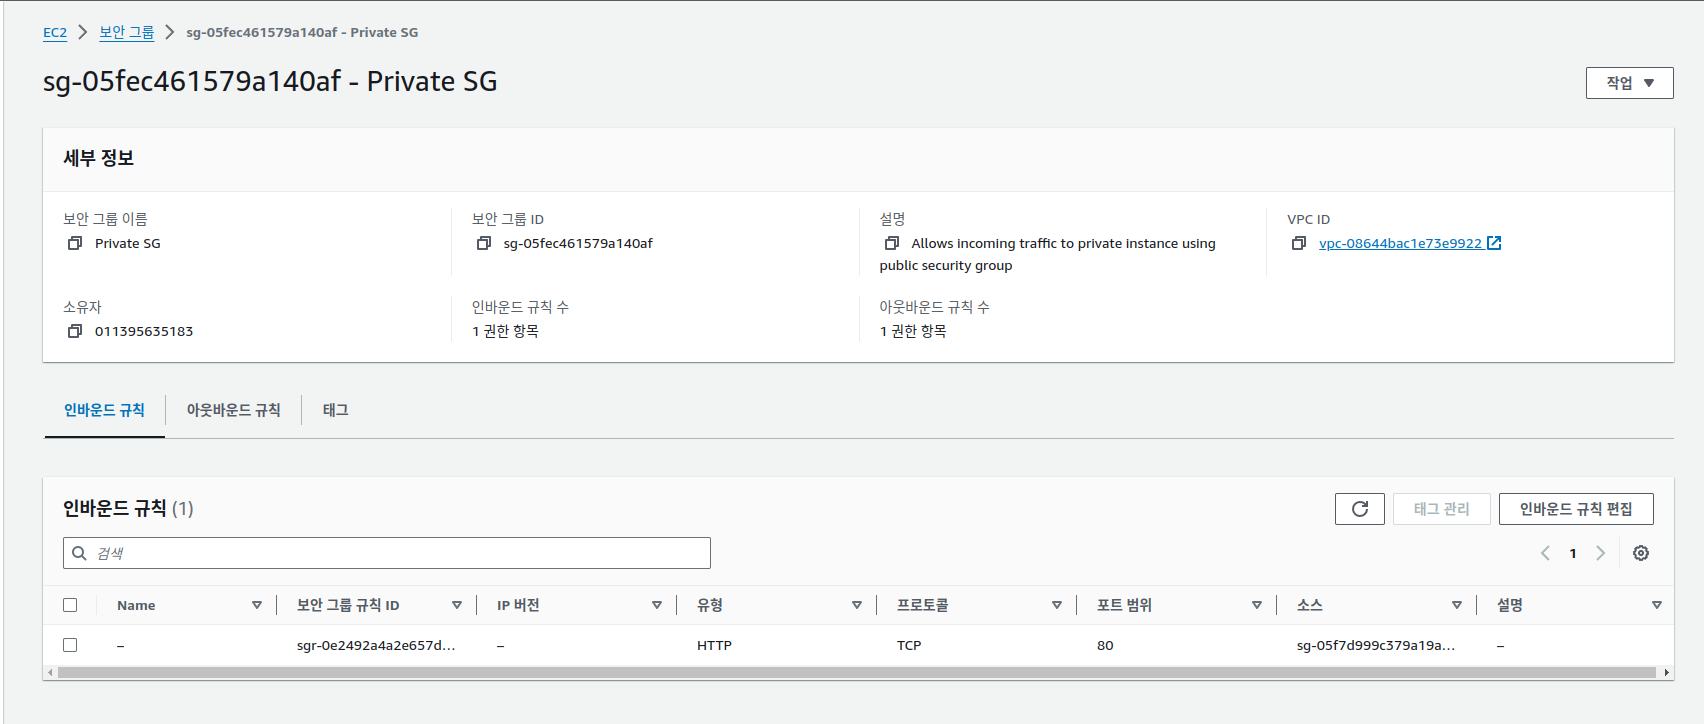 EC2 > 보안 그룹 > sg-05fec461579a140af - Private SG
sg-05fec461579a140af - Private SG
작업
세부 정보
보안 그룹 이름
Private SG
보안 그룹 ID
sg-05fec461579a140af
설명
Allows incoming traffic to private instance using
public security group
VPC ID
vpc-08644bac1e73e9922
소유자
011395635183
인바운드 규칙 수
1 권한 항목
아웃바운드 규칙 수
1 권한 항목
인바운드 규칙 아웃바운드 규칙 태그
인바운드 규칙 (1)
태그 관리 인바운드 규칙 편집
검색
1
Name 보안 그룹 규칙 ID IP 버전 유형 프로토콜 포트 범위 소스 설명
– sgr-0e2492a4a2e657d... – HTTP TCP 80 sg-05f7d999c379a19a... –